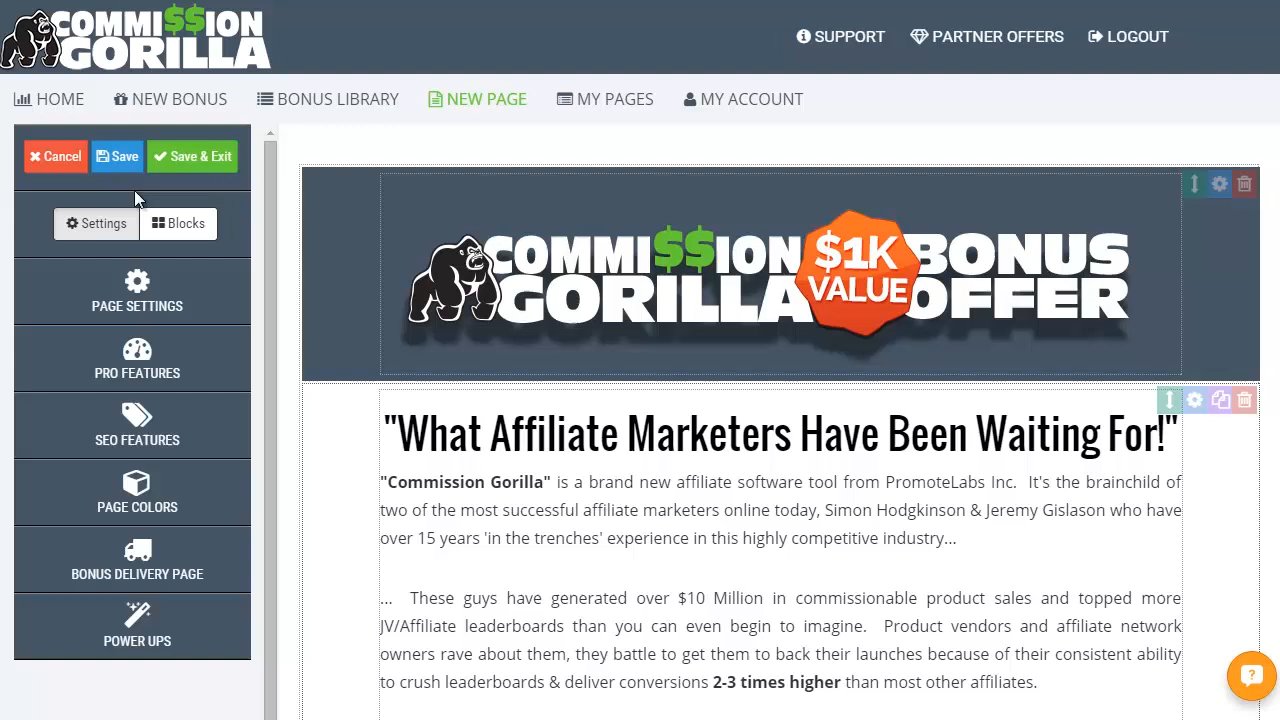 COMMI$$ION
GORILLA
SUPPORT
PARTNER OFFERS
LOGOUT
HOME
NEW BONUS
BONUS LIBRARY
NEW PAGE
MY PAGES
MY ACCOUNT
Cancel
Save
Save & Exit
Settings
Blocks
PAGE SETTINGS
PRO FEATURES
SEO FEATURES
PAGE COLORS
BONUS DELIVERY PAGE
POWER UPS
COMMI$$ION
GORILLA
$1K
VALUE
BONUS
OFFER
"What Affiliate Marketers Have Been Waiting For!"
"Commission Gorilla" is a brand new affiliate software tool from PromoteLabs Inc. It's the brainchild of
two of the most successful affiliate marketers online today, Simon Hodgkinson & Jeremy Gislason who have
over 15 years 'in the trenches' experience in this highly competitive industry...
... These guys have generated over $10 Million in commissionable product sales and topped more
JV/Affiliate leaderboards than you can even begin to imagine. Product vendors and affiliate network
owners rave about them, they battle to get them to back their launches because of their consistent ability
to crush leaderboards & deliver conversions 2-3 times higher than most other affiliates.